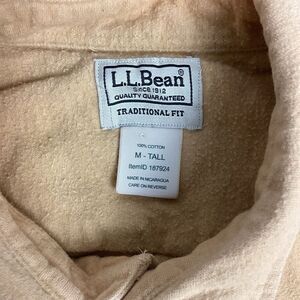 L.L.Bean®
SINCE 1912
QUALITY GUARANTEED
TRADITIONAL FIT
100% COTTON
M - TALL
ItemID 187924
MADE IN NICARAGUA
CARE ON REVERSE